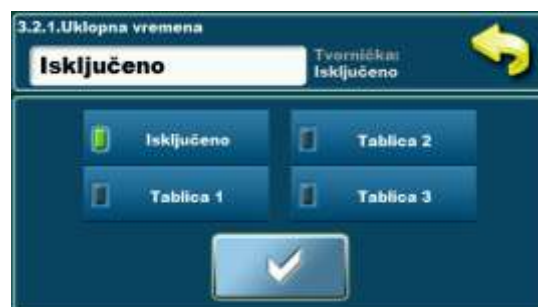 3.2.1.Uklopna vremena
Isključeno
Tvornička:
Isključeno
Isključeno
Tablica 2
Tablica 1
Tablica 3